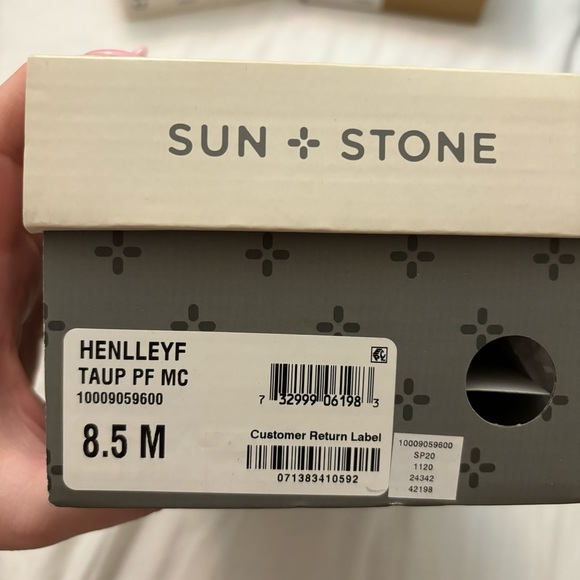 SUN STONE
HENLLEYF
TAUP PF MC
10009059600
8.5 M
7 32999 06198 3
Customer Return Label
071383410592
10009059600
SP20
1120
24342
42198